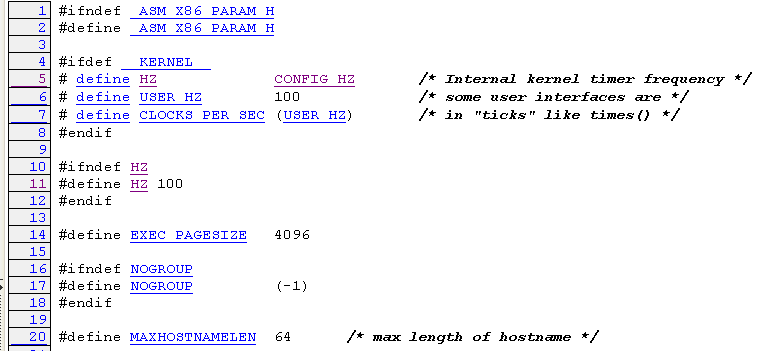 1 #ifndef _ASM_X86_PARAM_H
2 #define _ASM_X86_PARAM_H
3
4 #ifdef __KERNEL__
5 # define HZ CONFIG_HZ /* Internal kernel timer frequency */
6 # define USER_HZ 100 /* some user interfaces are */
7 # define CLOCKS_PER_SEC (USER_HZ) /* in "ticks" like times() */
8 #endif
9
10 #ifndef HZ
11 #define HZ 100
12 #endif
13
14 #define EXEC_PAGESIZE 4096
15
16 #ifndef NOGROUP
17 #define NOGROUP (-1)
18 #endif
19
20 #define MAXHOSTNAMELEN 64 /* max length of hostname */